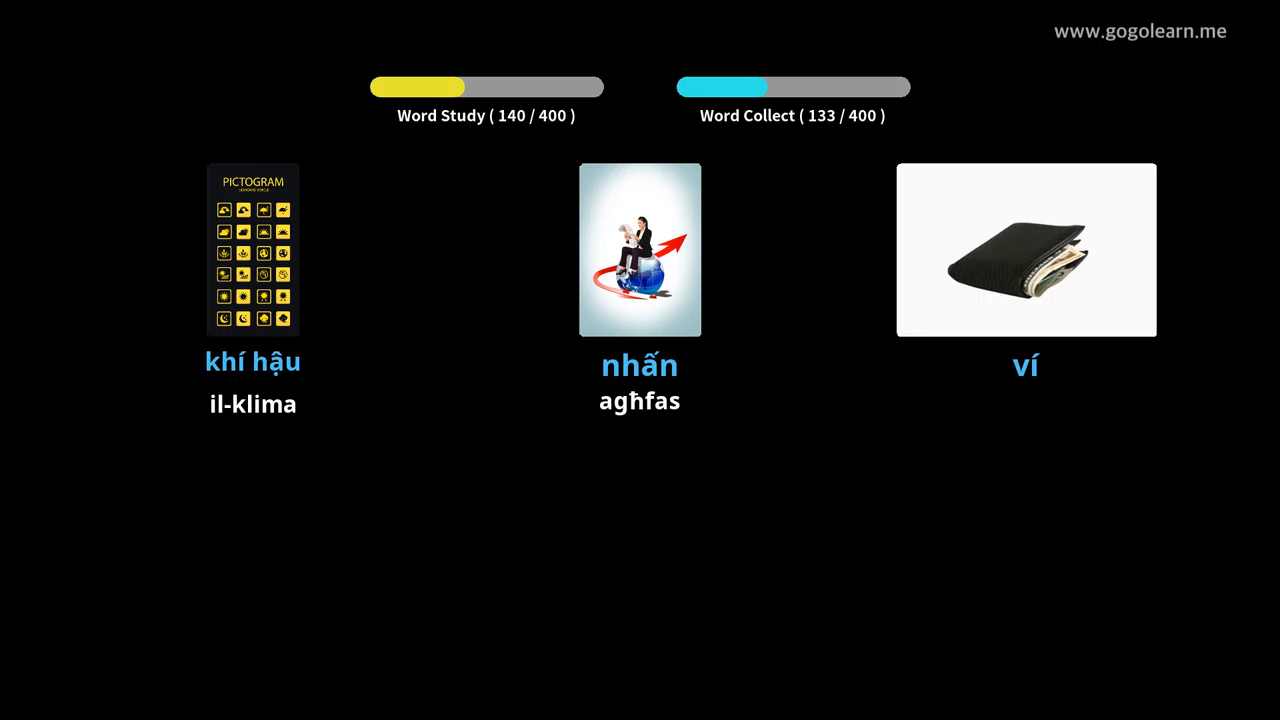 www.gogolearn.me
Word Study ( 140 / 400 )
Word Collect ( 133 / 400 )
PICTOGRAM
khí hậu
nhấn
ví
il-klima
agħfas